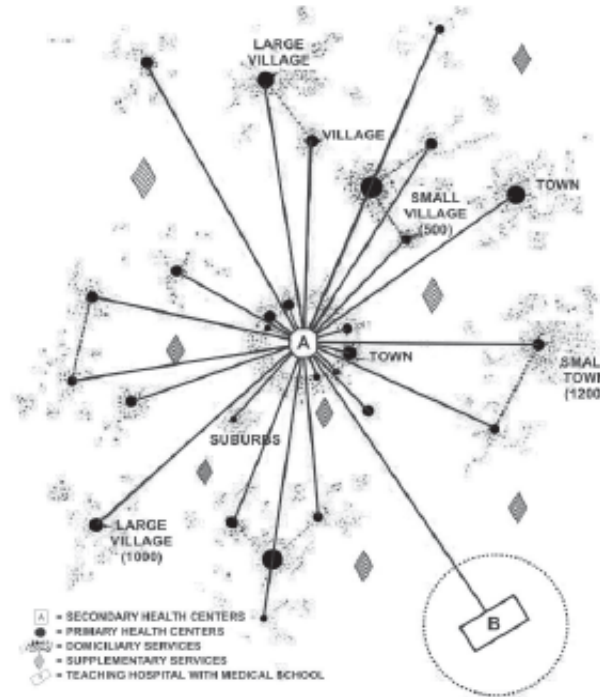 LARGE
VILLAGE
VILLAGE
TOWN
SMALL
VILLAGE
(500)
A
TOWN
SMALL
TOWN
(1200
SUBURBS
LARGE
VILLAGE
(1000)
B
A = SECONDARY HEALTH CENTERS
= PRIMARY HEALTH CENTERS
= DOMICILIARY SERVICES
= SUPPLEMENTARY SERVICES
= TEACHING HOSPITAL WITH MEDICAL SCHOOL